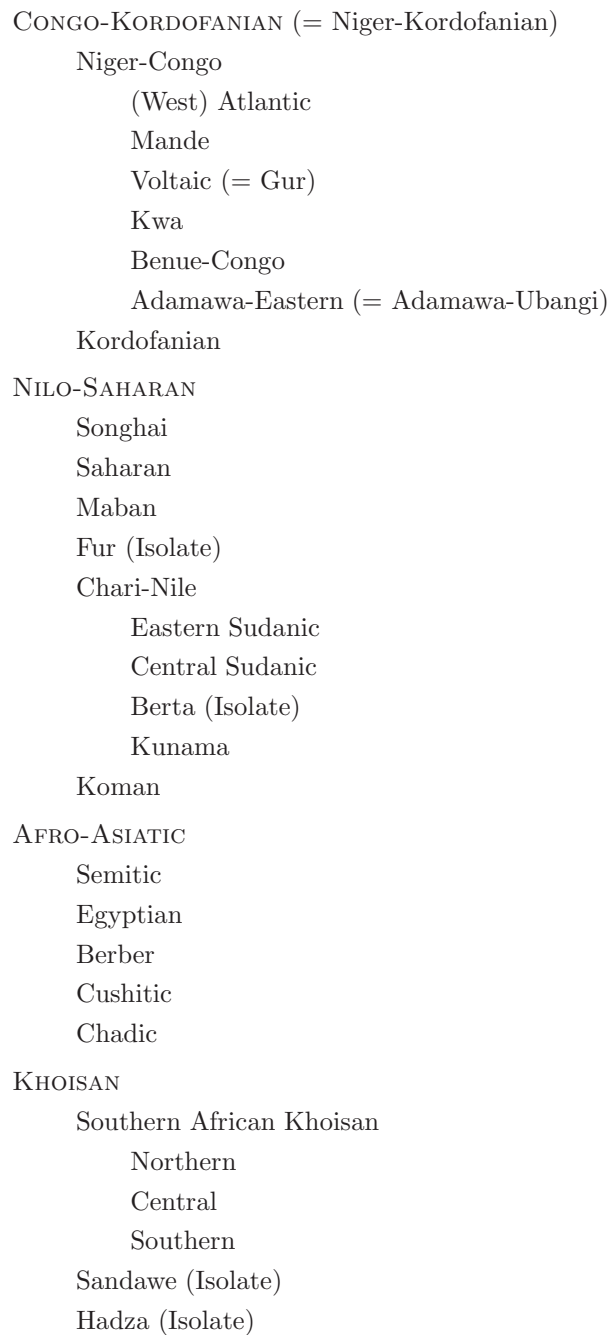 CONGO-KORDOFANIAN (= Niger-Kordofanian)
Niger-Congo
(West) Atlantic
Mande
Voltaic (= Gur)
Kwa
Benue-Congo
Adamawa-Eastern (= Adamawa-Ubangi)
Kordofanian
NILO-SAHARAN
Songhai
Saharan
Maban
Fur (Isolate)
Chari-Nile
Eastern Sudanic
Central Sudanic
Berta (Isolate)
Kunama
Koman
AFRO-ASIATIC
Semitic
Egyptian
Berber
Cushitic
Chadic
KHOISAN
Southern African Khoisan
Northern
Central
Southern
Sandawe (Isolate)
Hadza (Isolate)